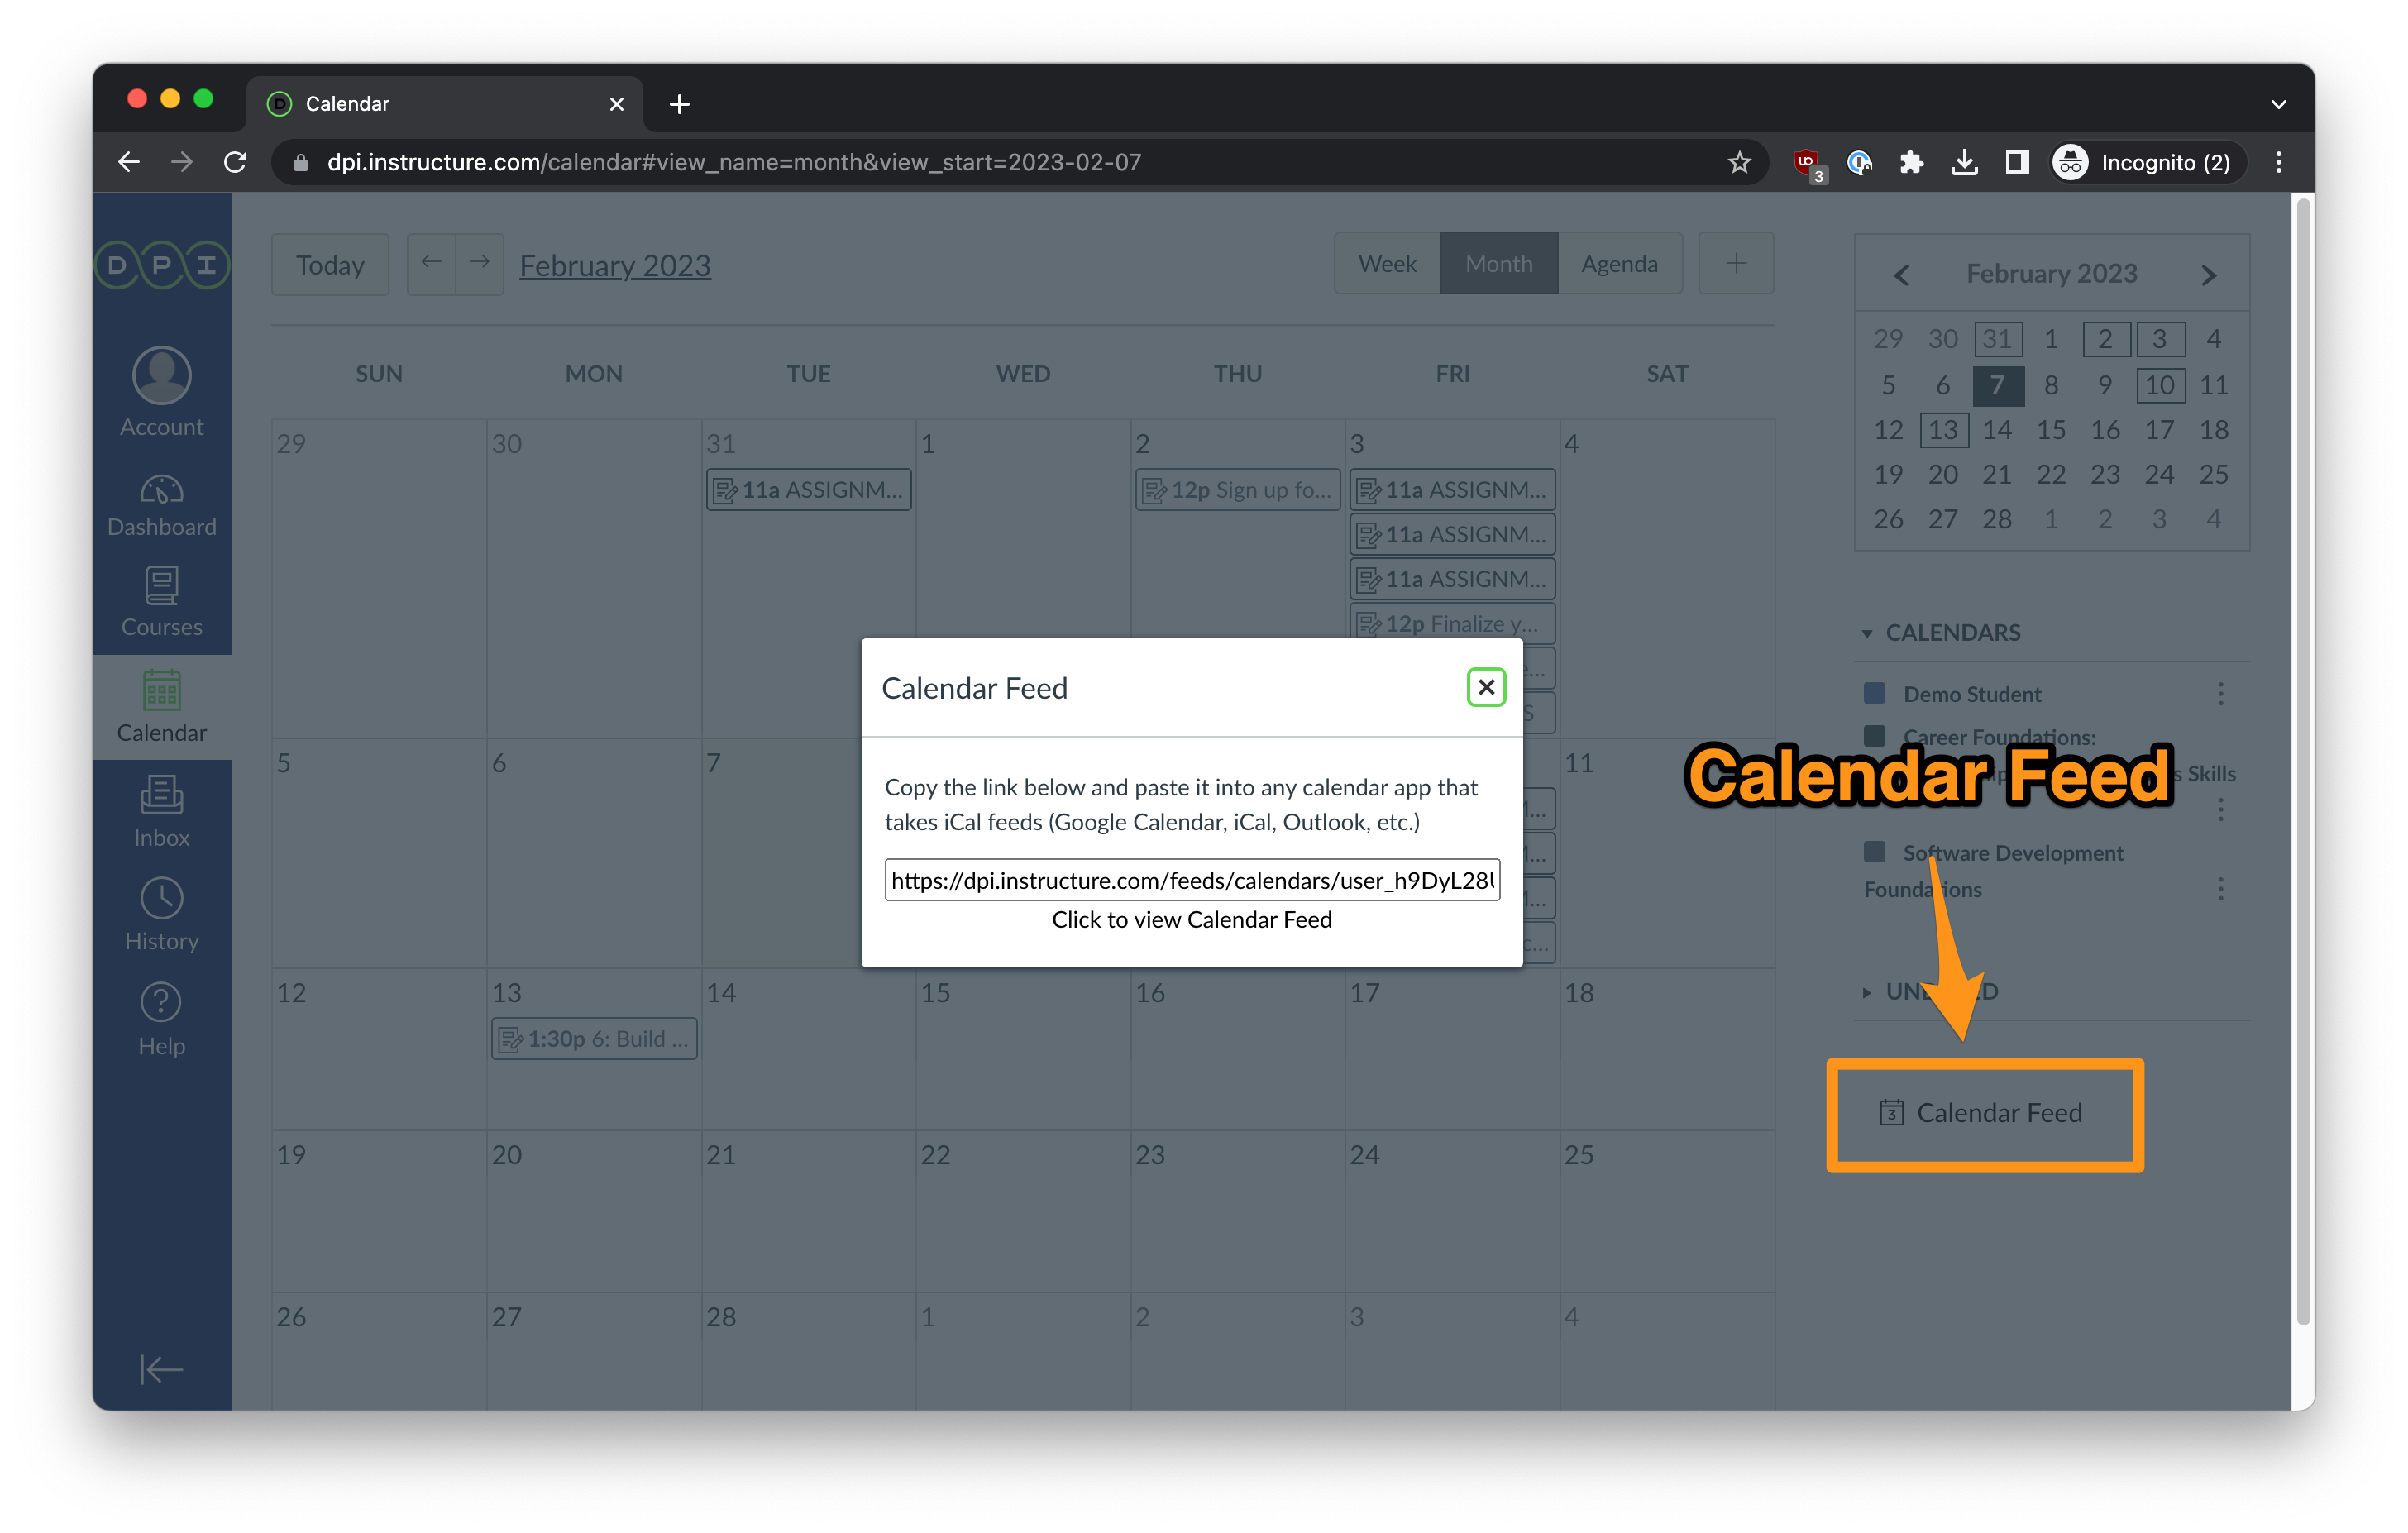 Calendar
dpi.instructure.com/calendar#view_name=month&view_start=2023-02-07
3
Incognito (2)
DPI
Account
Dashboard
Courses
Calendar
Inbox
History
Help
Today
February 2023
Week Month Agenda
SUN MON TUE WED THU FRI SAT
29 30 31 1 2 3 4
11a ASSIGNM...
12p Sign up fo...
11a ASSIGNM...
11a ASSIGNM...
11a ASSIGNM...
12p Finalize y...
5 6 7 11
12 13 14 15 16 17 18
1:30p 6: Build ...
19 20 21 22 23 24 25
26 27 28 1 2 3 4
Calendar Feed
Copy the link below and paste it into any calendar app that
takes iCal feeds (Google Calendar, iCal, Outlook, etc.)
https://dpi.instructure.com/feeds/calendars/user_h9DyL28
Click to view Calendar Feed
February 2023
29 30 31 1 2 3 4
5 6 7 8 9 10 11
12 13 14 15 16 17 18
19 20 21 22 23 24 25
26 27 28 1 2 3 4
CALENDARS
Demo Student
Career Foundations:
Skills
Calendar Feed
Software Development
Foundations
Calendar Feed